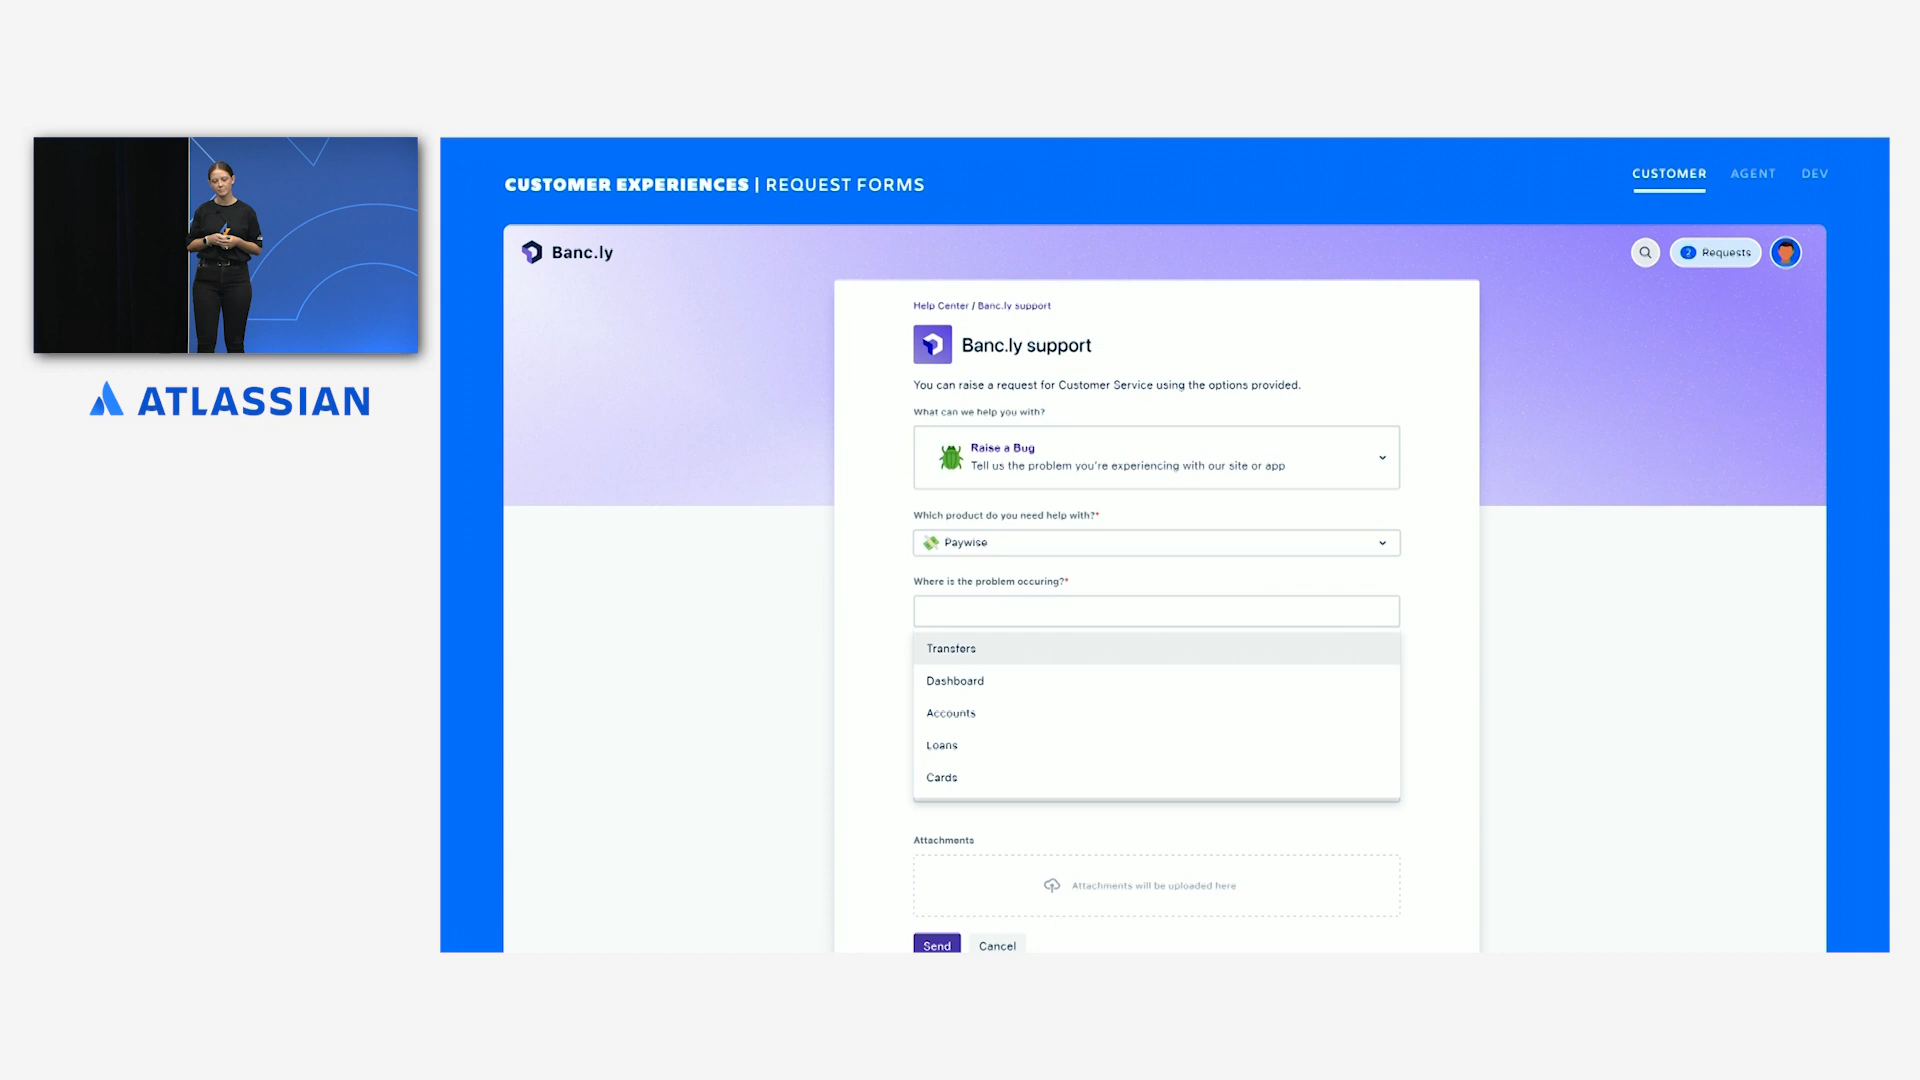 ATLASSIAN
CUSTOMER EXPERIENCES | REQUEST FORMS
CUSTOMER AGENT DEV
Banc.ly
2 Requests
Help Center / Banc.ly support
Banc.ly support
You can raise a request for Customer Service using the options provided.
What can we help you with?
Raise a Bug
Tell us the problem you're experiencing with our site or app
Which product do you need help with?*
Paywise
Where is the problem occuring?*
Transfers
Dashboard
Accounts
Loans
Cards
Attachments
Attachments will be uploaded here
Send Cancel